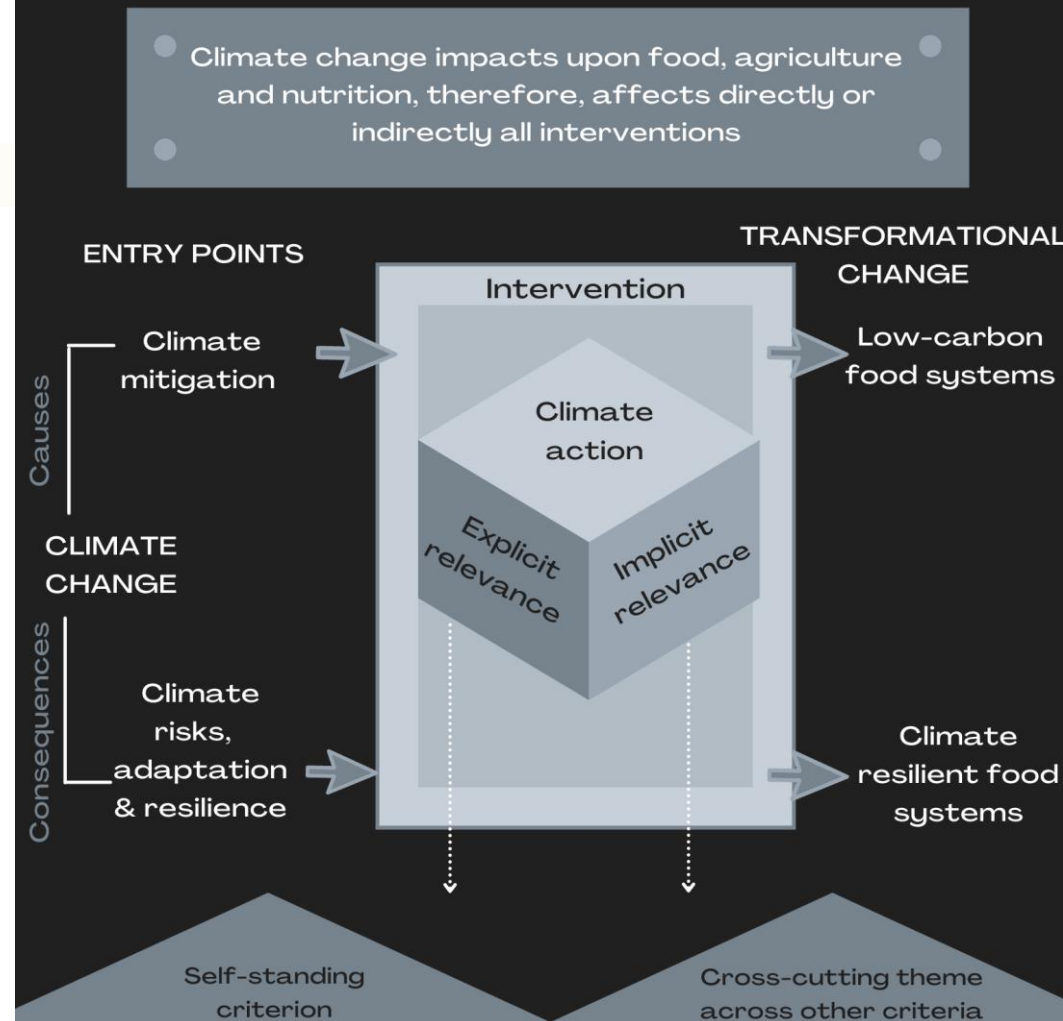 Climate change impacts upon food, agriculture
and nutrition, therefore, affects directly or
indirectly all interventions
ENTRY POINTS
TRANSFORMATIONAL
CHANGE
Intervention
Climate
mitigation
Low-carbon
food systems
Causes
Climate
action
Explicit
relevance
Implicit
relevance
CLIMATE
CHANGE
Consequences
Climate
risks,
adaptation
& resilience
Climate
resilient food
systems
Self-standing
criterion
Cross-cutting theme
across other criteria